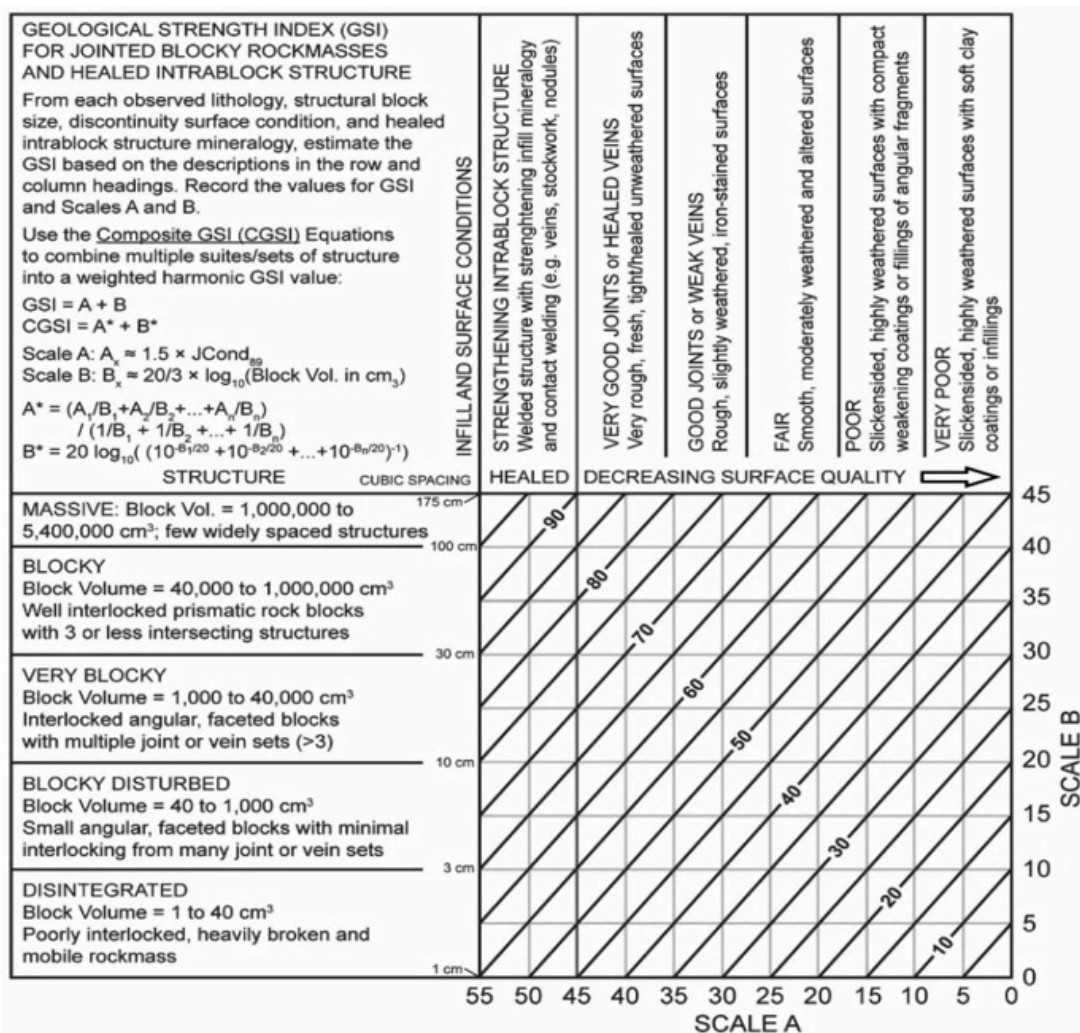 GEOLOGICAL STRENGTH INDEX (GSI)
FOR JOINTED BLOCKY ROCKMASSES
AND HEALED INTRABLOCK STRUCTURE
From each observed lithology, structural block
size, discontinuity surface condition, and healed
intrablock structure mineralogy, estimate the
GSI based on the descriptions in the row and
column headings. Record the values for GSI
and Scales A and B.
Use the Composite GSI (CGSI) Equations
to combine multiple suites/sets of structure
into a weighted harmonic GSI value:
GSI = A + B
CGSI = A* + B*
Scale A: Aₓ ≈ 1.5 × JCond₈₉
Scale B: Bₓ ≈ 20/3 × log₁₀(Block Vol. in cm₃)
A* = (A₁/B₁+A₂/B₂+...+Aₙ/Bₙ)
/ (1/B₁ + 1/B₂ +...+ 1/Bₙ)
B* = 20 log₁₀( (10^-B₁/20 +10^-B₂/20 +...+10^-Bₙ/20)^-1)
STRUCTURE
CUBIC SPACING
INFILL AND SURFACE CONDITIONS
STRENGTHENING INTRABLOCK STRUCTURE
Welded structure with strenghtening infill mineralogy
and contact welding (e.g. veins, stockwork, nodules)
VERY GOOD JOINTS or HEALED VEINS
Very rough, fresh, tight/healed unweathered surfaces
GOOD JOINTS or WEAK VEINS
Rough, slightly weathered, iron-stained surfaces
FAIR
Smooth, moderately weathered and altered surfaces
POOR
Slickensided, highly weathered surfaces with compact
weakening coatings or fillings of angular fragments
VERY POOR
Slickensided, highly weathered surfaces with soft clay
coatings or infillings
HEALED
DECREASING SURFACE QUALITY
MASSIVE: Block Vol. = 1,000,000 to
5,400,000 cm³; few widely spaced structures
BLOCKY
Block Volume = 40,000 to 1,000,000 cm³
Well interlocked prismatic rock blocks
with 3 or less intersecting structures
VERY BLOCKY
Block Volume = 1,000 to 40,000 cm³
Interlocked angular, faceted blocks
with multiple joint or vein sets (>3)
BLOCKY DISTURBED
Block Volume = 40 to 1,000 cm³
Small angular, faceted blocks with minimal
interlocking from many joint or vein sets
DISINTEGRATED
Block Volume = 1 to 40 cm³
Poorly interlocked, heavily broken and
mobile rockmass
175 cm
100 cm
30 cm
10 cm
3 cm
1 cm
90
80
70
60
50
40
30
20
10
45
40
35
30
25
20
15
10
5
0
SCALE B
55 50 45 40 35 30 25 20 15 10 5 0
SCALE A